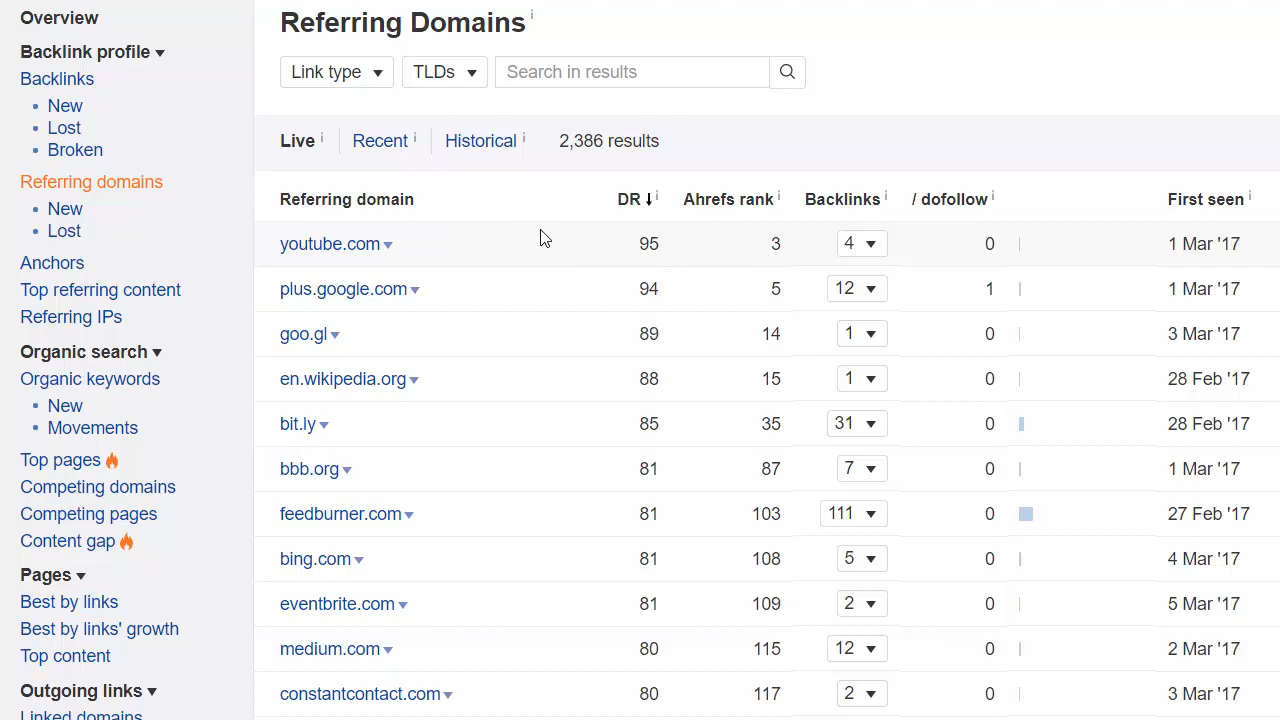 Overview
Backlink profile
Backlinks
New
Lost
Broken
Referring domains
New
Lost
Anchors
Top referring content
Referring IPs
Organic search
Organic keywords
New
Movements
Top pages
Competing domains
Competing pages
Content gap
Pages
Best by links
Best by links' growth
Top content
Outgoing links
Linked domains
Referring Domains i
Link type TLDs Search in results
Live i Recent i Historical i 2,386 results
Referring domain DR i Ahrefs rank i Backlinks i / dofollow i First seen i
youtube.com 95 3 4 0 1 Mar '17
plus.google.com 94 5 12 1 1 Mar '17
goo.gl 89 14 1 0 3 Mar '17
en.wikipedia.org 88 15 1 0 28 Feb '17
bit.ly 85 35 31 0 28 Feb '17
bbb.org 81 87 7 0 1 Mar '17
feedburner.com 81 103 111 0 27 Feb '17
bing.com 81 108 5 0 4 Mar '17
eventbrite.com 81 109 2 0 5 Mar '17
medium.com 80 115 12 0 2 Mar '17
constantcontact.com 80 117 2 0 3 Mar '17